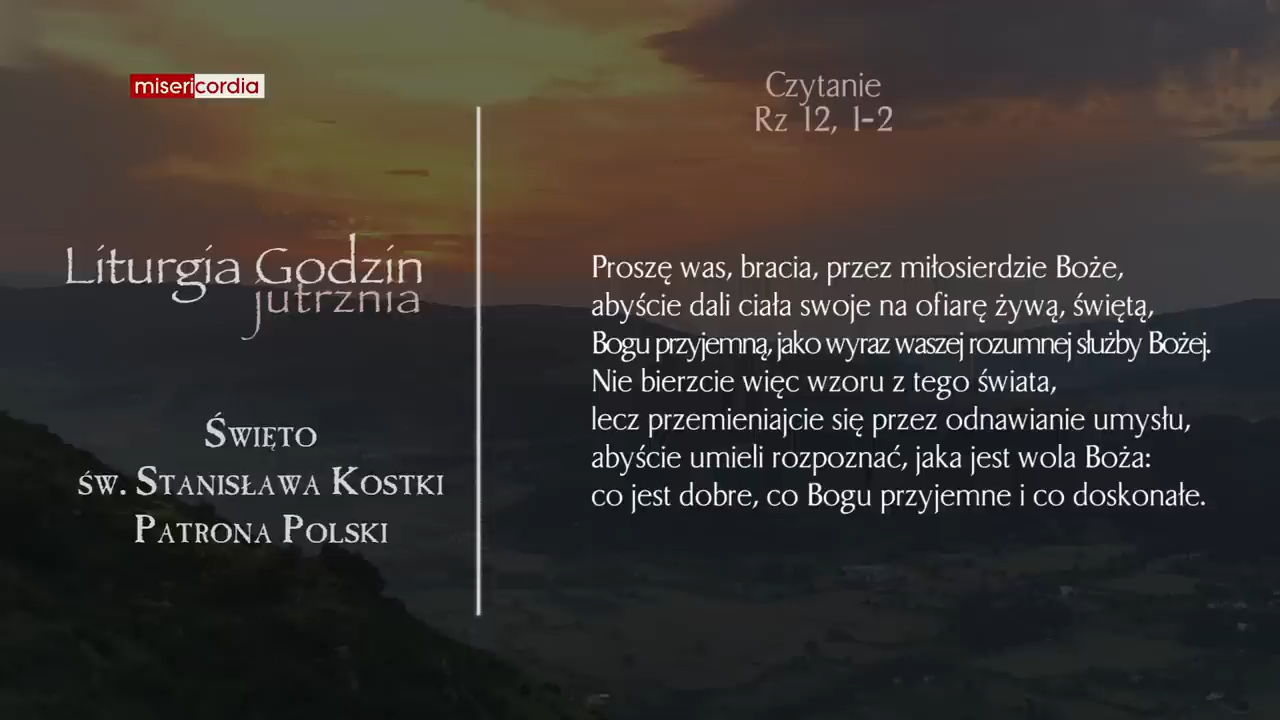 misericordia
Liturgia Godzin
jutrznia
Święto
św. Stanisława Kostki
Patrona Polski
Czytanie
Rz 12, 1-2
Proszę was, bracia, przez miłosierdzie Boże,
abyście dali ciała swoje na ofiarę żywą, świętą,
Bogu przyjemną, jako wyraz waszej rozumnej służby Bożej.
Nie bierzcie więc wzoru z tego świata,
lecz przemieniajcie się przez odnawianie umysłu,
abyście umieli rozpoznać, jaka jest wola Boża:
co jest dobre, co Bogu przyjemne i co doskonałe.